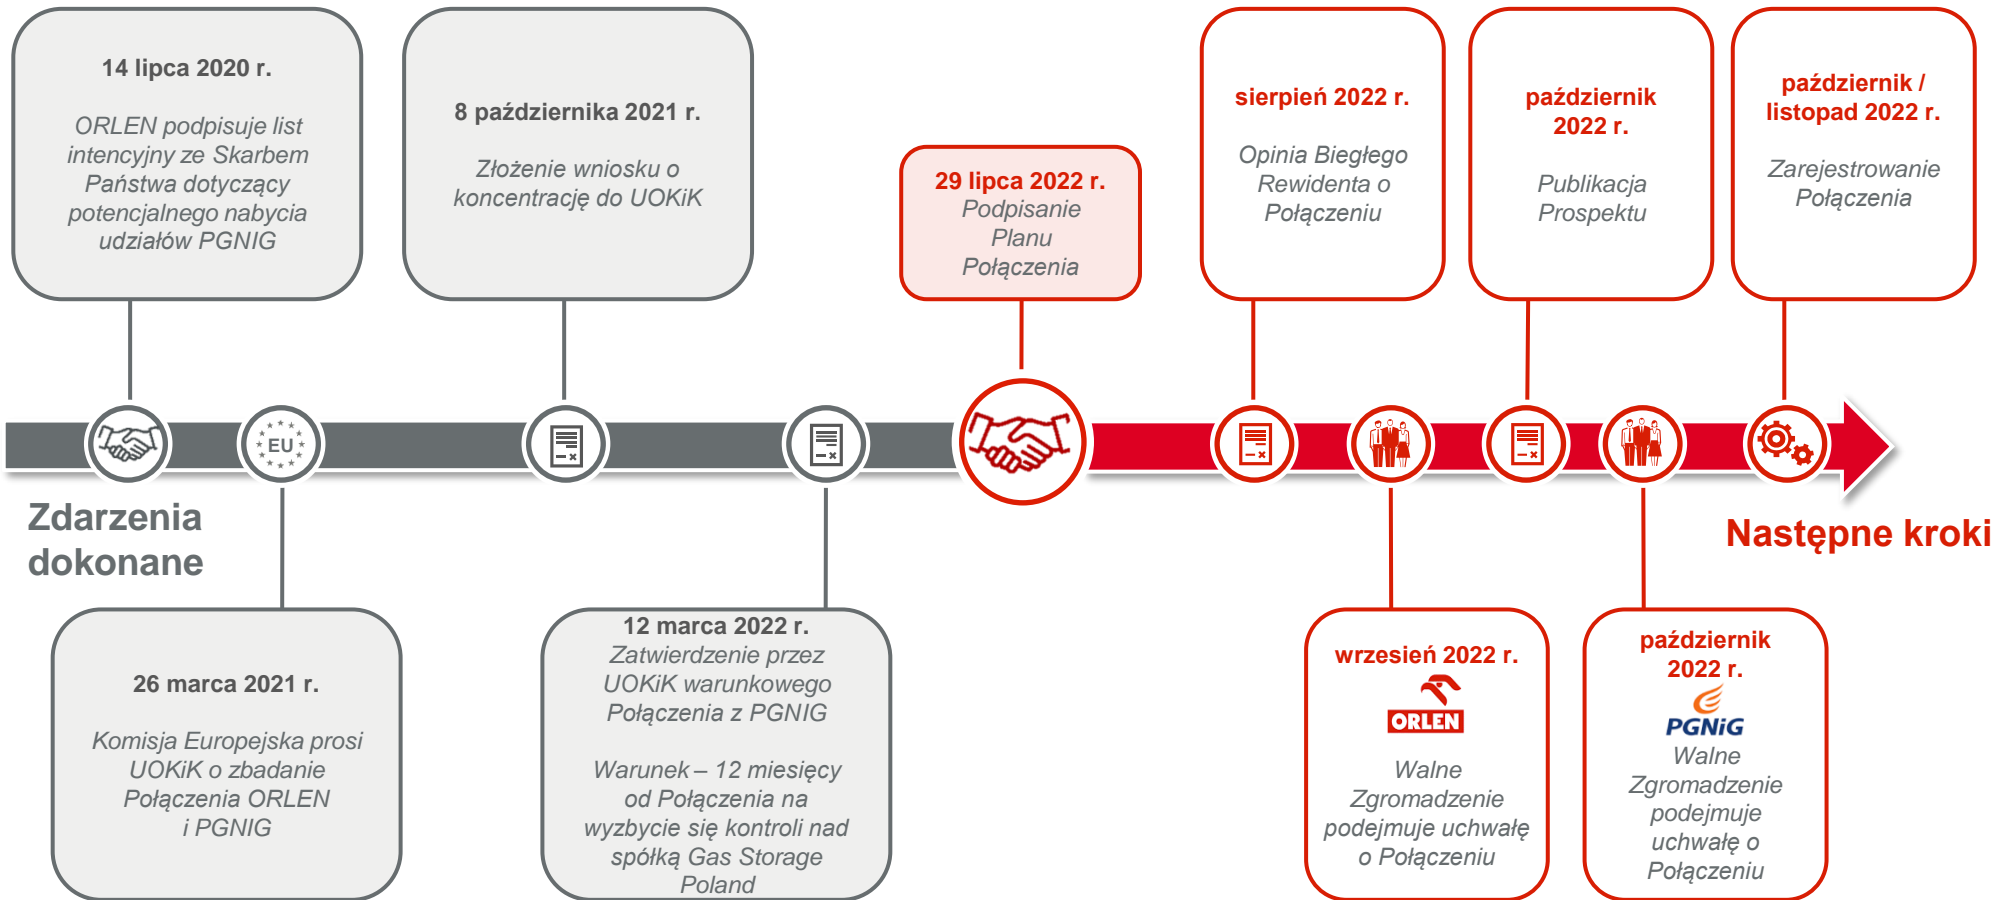 14 lipca 2020 r.
ORLEN podpisuje list
intencyjny ze Skarbem
Państwa dotyczący
potencjalnego nabycia
udziałów PGNIG
8 października 2021 r.
Złożenie wniosku o
koncentrację do UOKiK
29 lipca 2022 r.
Podpisanie
Planu
Połączenia
sierpień 2022 r.
Opinia Biegłego
Rewidenta o
Połączeniu
październik
2022 r.
Publikacja
Prospektu
październik /
listopad 2022 r.
Zarejestrowanie
Połączenia
EU
Zdarzenia
dokonane
Następne kroki
26 marca 2021 r.
Komisja Europejska prosi
UOKiK o zbadanie
Połączenia ORLEN
i PGNIG
12 marca 2022 r.
Zatwierdzenie przez
UOKiK warunkowego
Połączenia z PGNIG
Warunek – 12 miesięcy
od Połączenia na
wyzbycie się kontroli nad
spółką Gas Storage
Poland
wrzesień 2022 r.
ORLEN
Walne
Zgromadzenie
podejmuje uchwałę
o Połączeniu
październik
2022 r.
PGNiG
Walne
Zgromadzenie
podejmuje
uchwałę o
Połączeniu